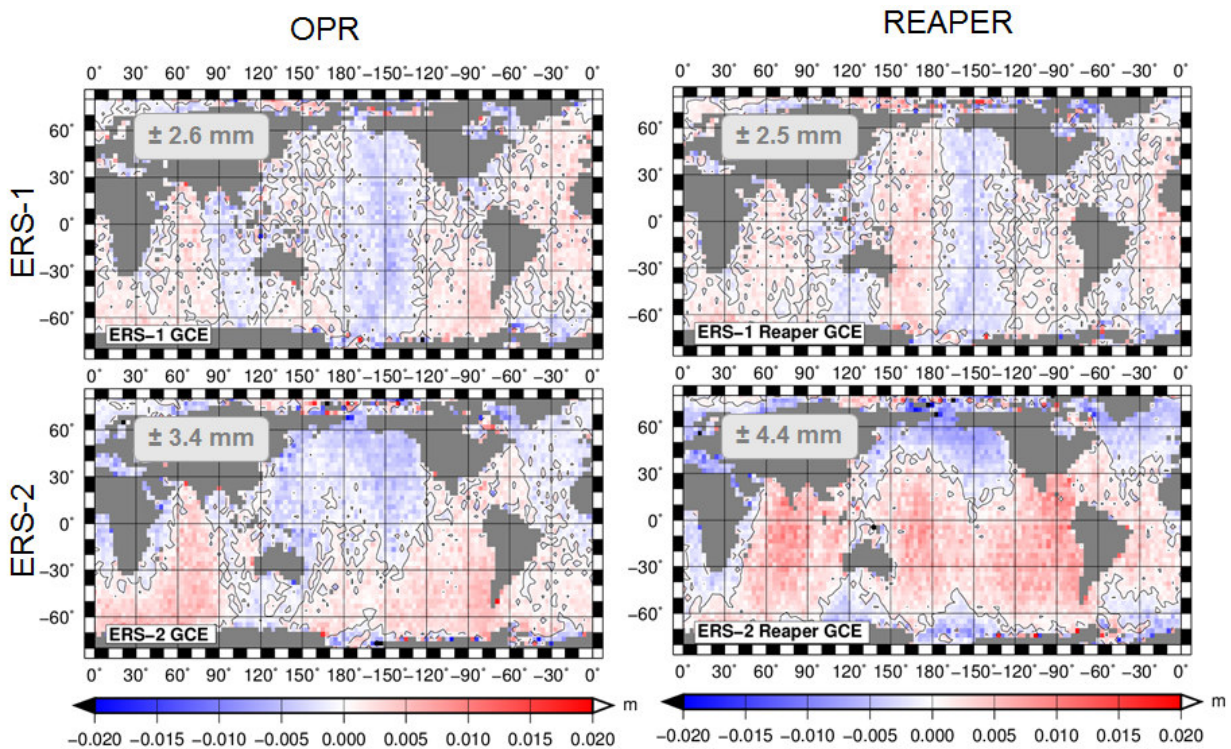 OPR
REAPER
0° 30° 60° 90° 120° 150° 180° −150° −120° −90° −60° −30° 0°
0° 30° 60° 90° 120° 150° 180° −150° −120° −90° −60° −30° 0°
ERS-1
60°
30°
0°
−30°
−60°
± 2.6 mm
ERS−1 GCE
60°
30°
0°
−30°
−60°
± 2.5 mm
ERS−1 Reaper GCE
0° 30° 60° 90° 120° 150° 180° −150° −120° −90° −60° −30° 0°
0° 30° 60° 90° 120° 150° 180° −150° −120° −90° −60° −30° 0°
ERS-2
60°
30°
0°
−30°
−60°
± 3.4 mm
ERS−2 GCE
60°
30°
0°
−30°
−60°
± 4.4 mm
ERS−2 Reaper GCE
0° 30° 60° 90° 120° 150° 180° −150° −120° −90° −60° −30° 0°
0° 30° 60° 90° 120° 150° 180° −150° −120° −90° −60° −30° 0°
m
−0.020 −0.015 −0.010 −0.005 0.000 0.005 0.010 0.015 0.020
m
−0.020 −0.015 −0.010 −0.005 0.000 0.005 0.010 0.015 0.020